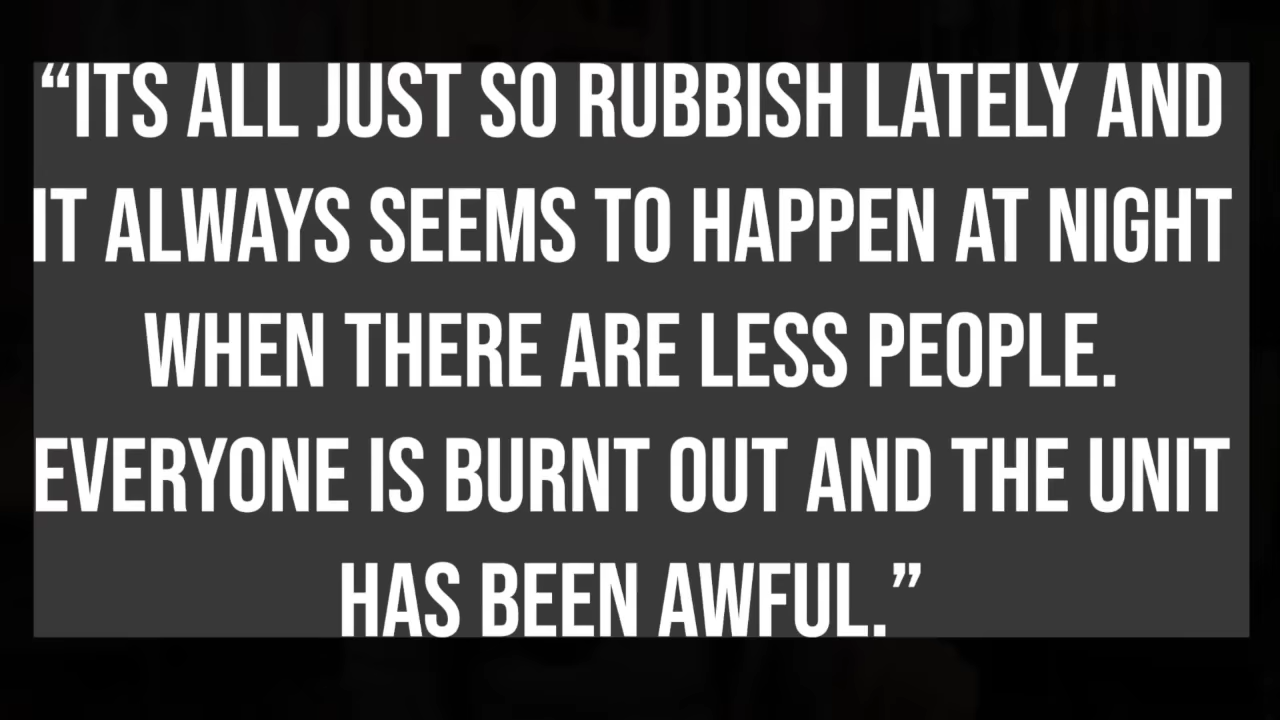 “ITS ALL JUST SO RUBBISH LATELY AND
IT ALWAYS SEEMS TO HAPPEN AT NIGHT
WHEN THERE ARE LESS PEOPLE.
EVERYONE IS BURNT OUT AND THE UNIT
HAS BEEN AWFUL.”